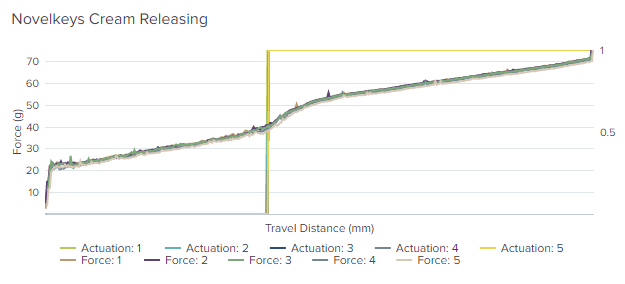 Novelkeys Cream Releasing
1
70
60
50
40
0.5
30
20
10
Force (g)
Travel Distance (mm)
Actuation: 1 Actuation: 2 Actuation: 3 Actuation: 4 Actuation: 5
Force: 1 Force: 2 Force: 3 Force: 4 Force: 5